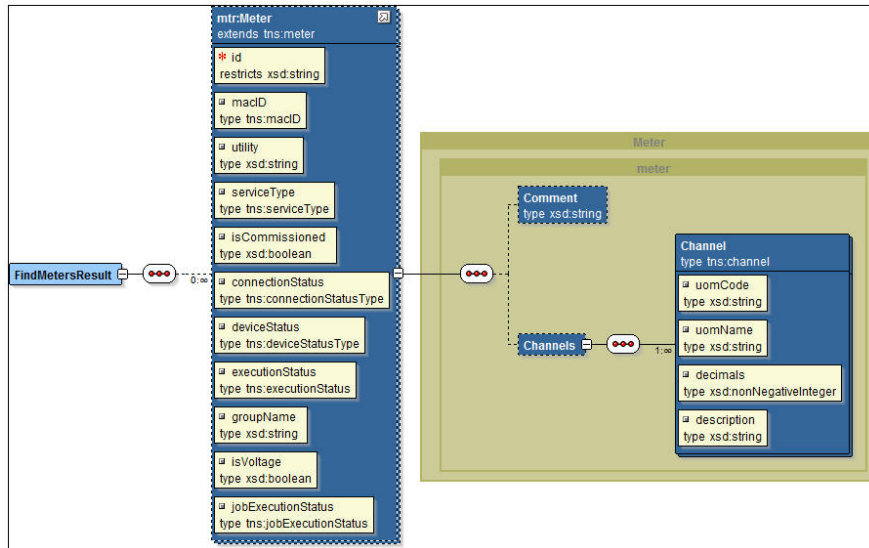 FindMetersResult
0:∞
mtr:Meter
extends tns:meter
* id
restricts xsd:string
macID
type tns:macID
utility
type xsd:string
serviceType
type tns:serviceType
isCommissioned
type xsd:boolean
connectionStatus
type tns:connectionStatusType
deviceStatus
type tns:deviceStatusType
executionStatus
type tns:executionStatus
groupName
type xsd:string
isVoltage
type xsd:boolean
jobExecutionStatus
type tns:jobExecutionStatus
Meter
meter
Comment
type xsd:string
Channels
1:∞
Channel
type tns:channel
uomCode
type xsd:string
uomName
type xsd:string
decimals
type xsd:nonNegativeInteger
description
type xsd:string